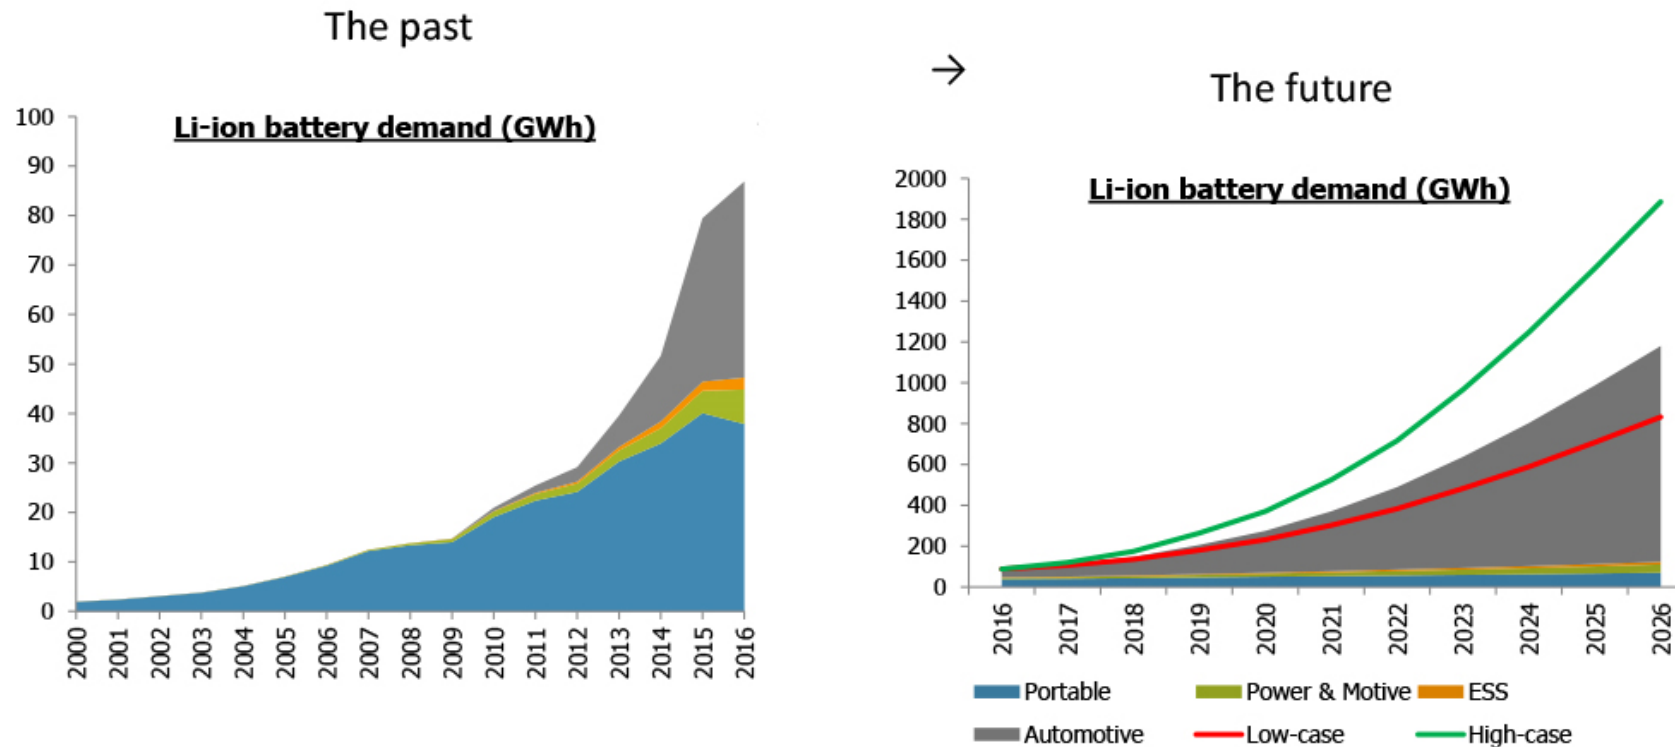 The past
Li-ion battery demand (GWh)
100
90
80
70
60
50
40
30
20
10
0
2000 2001 2002 2003 2004 2005 2006 2007 2008 2009 2010 2011 2012 2013 2014 2015 2016
→
The future
Li-ion battery demand (GWh)
2000
1800
1600
1400
1200
1000
800
600
400
200
0
2016 2017 2018 2019 2020 2021 2022 2023 2024 2025 2026
Portable Power & Motive ESS
Automotive Low-case High-case